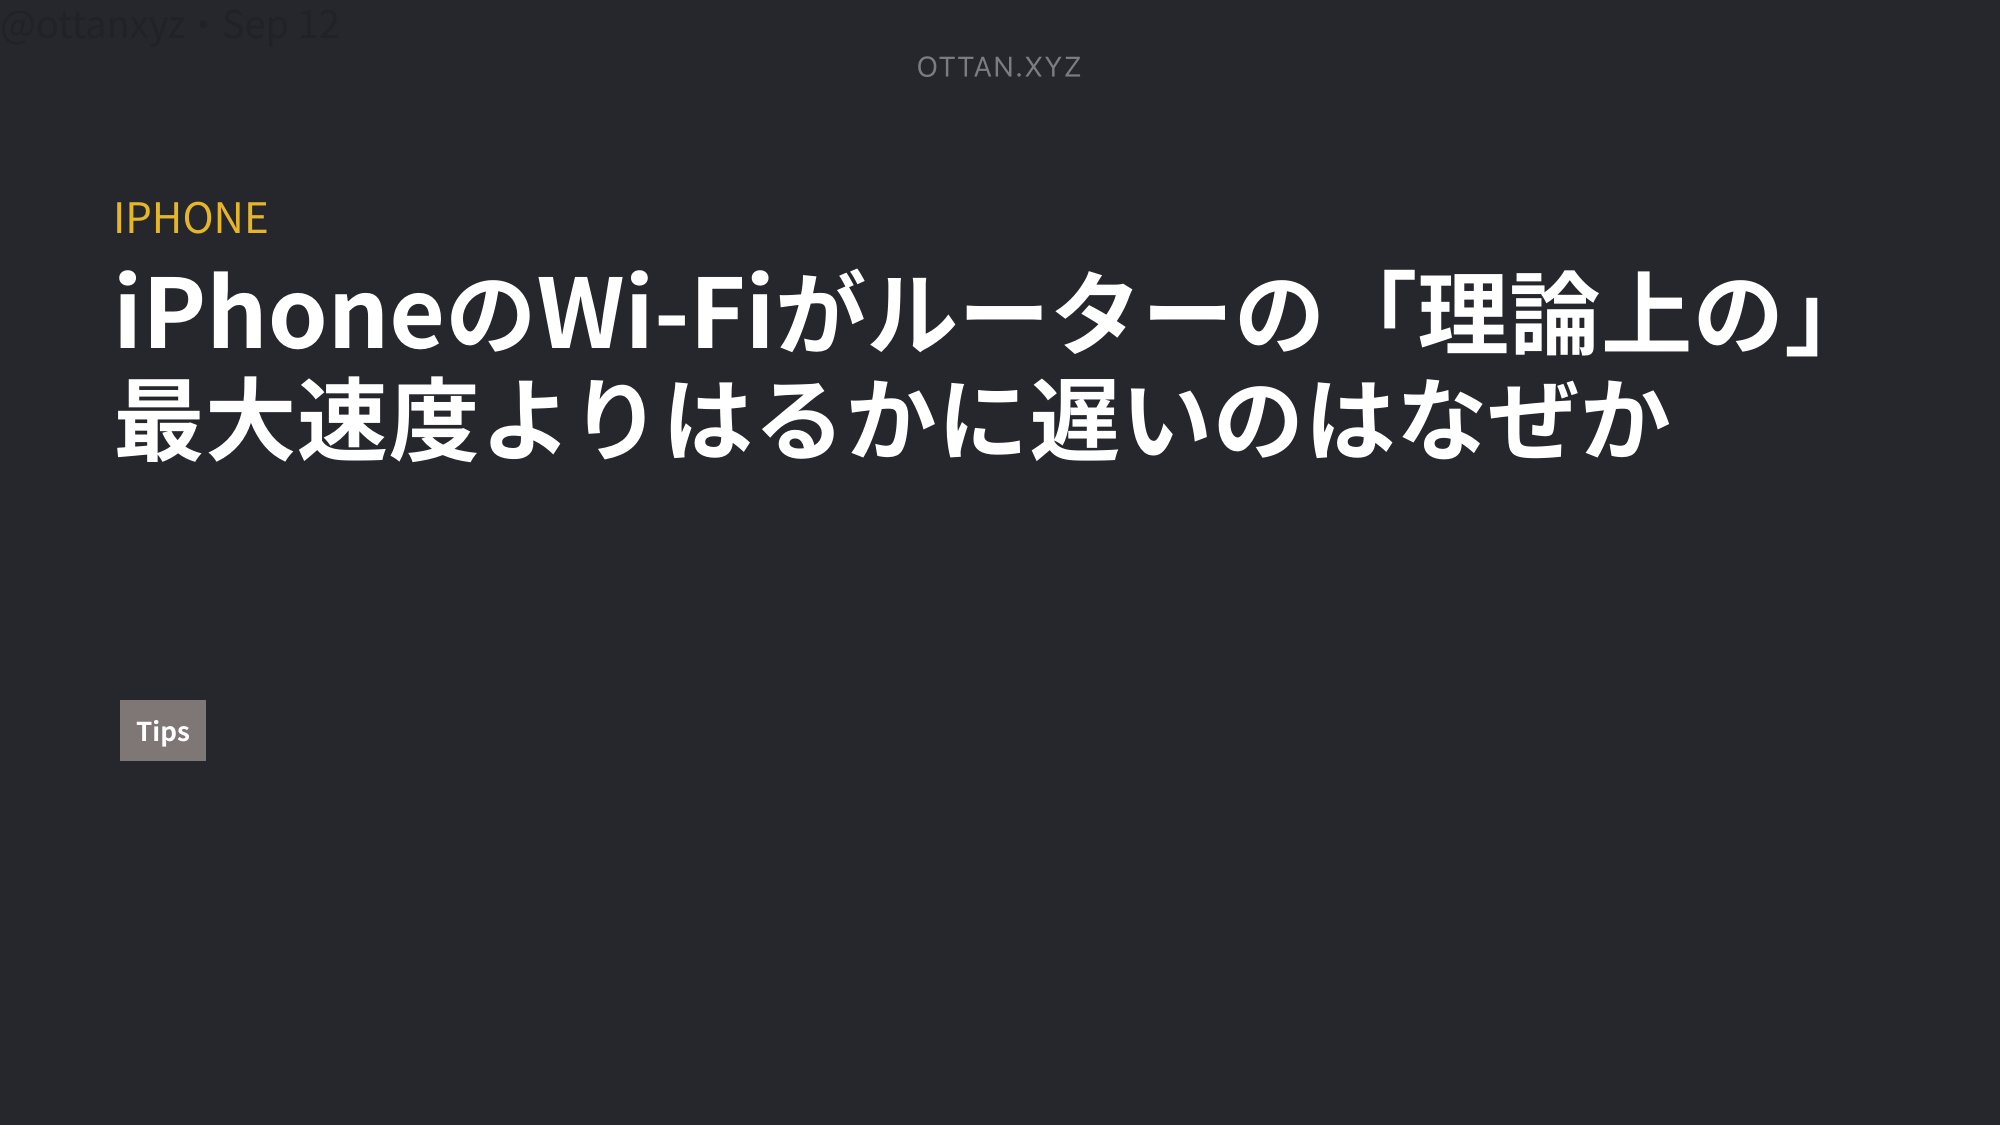 @ottanxyz・Sep 12
OTTAN.XYZ
IPHONE
iPhoneのWi-Fiがルーターの「理論上の」
最大速度よりはるかに遅いのはなぜか
Tips